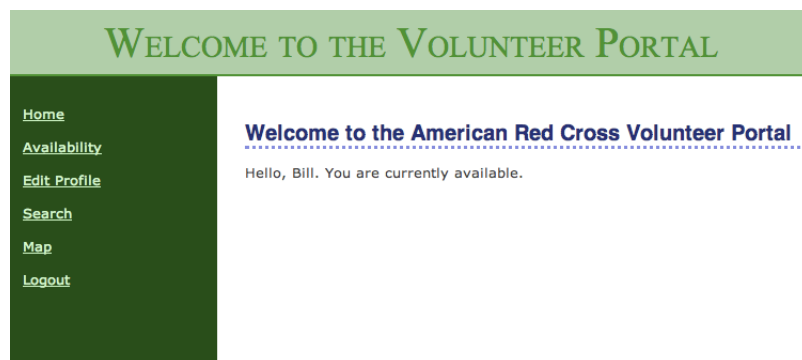 Welcome to the Volunteer Portal
Home
Availability
Edit Profile
Search
Map
Logout
Welcome to the American Red Cross Volunteer Portal
Hello, Bill. You are currently available.